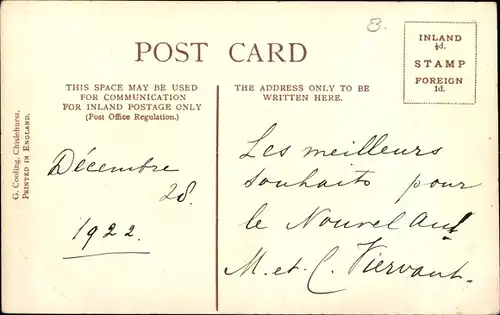 B.
POST CARD
INLAND
½d.
STAMP
FOREIGN
1d.
THIS SPACE MAY BE USED
FOR COMMUNICATION
FOR INLAND POSTAGE ONLY
(Post Office Regulation.)
THE ADDRESS ONLY TO BE
WRITTEN HERE.
G. Cooling, Chislehurst.
PRINTED IN ENGLAND.
Décembre
28.
1922.
Les meilleurs
souhaits pour
le Nouvel An
M. et. C. Viervant.